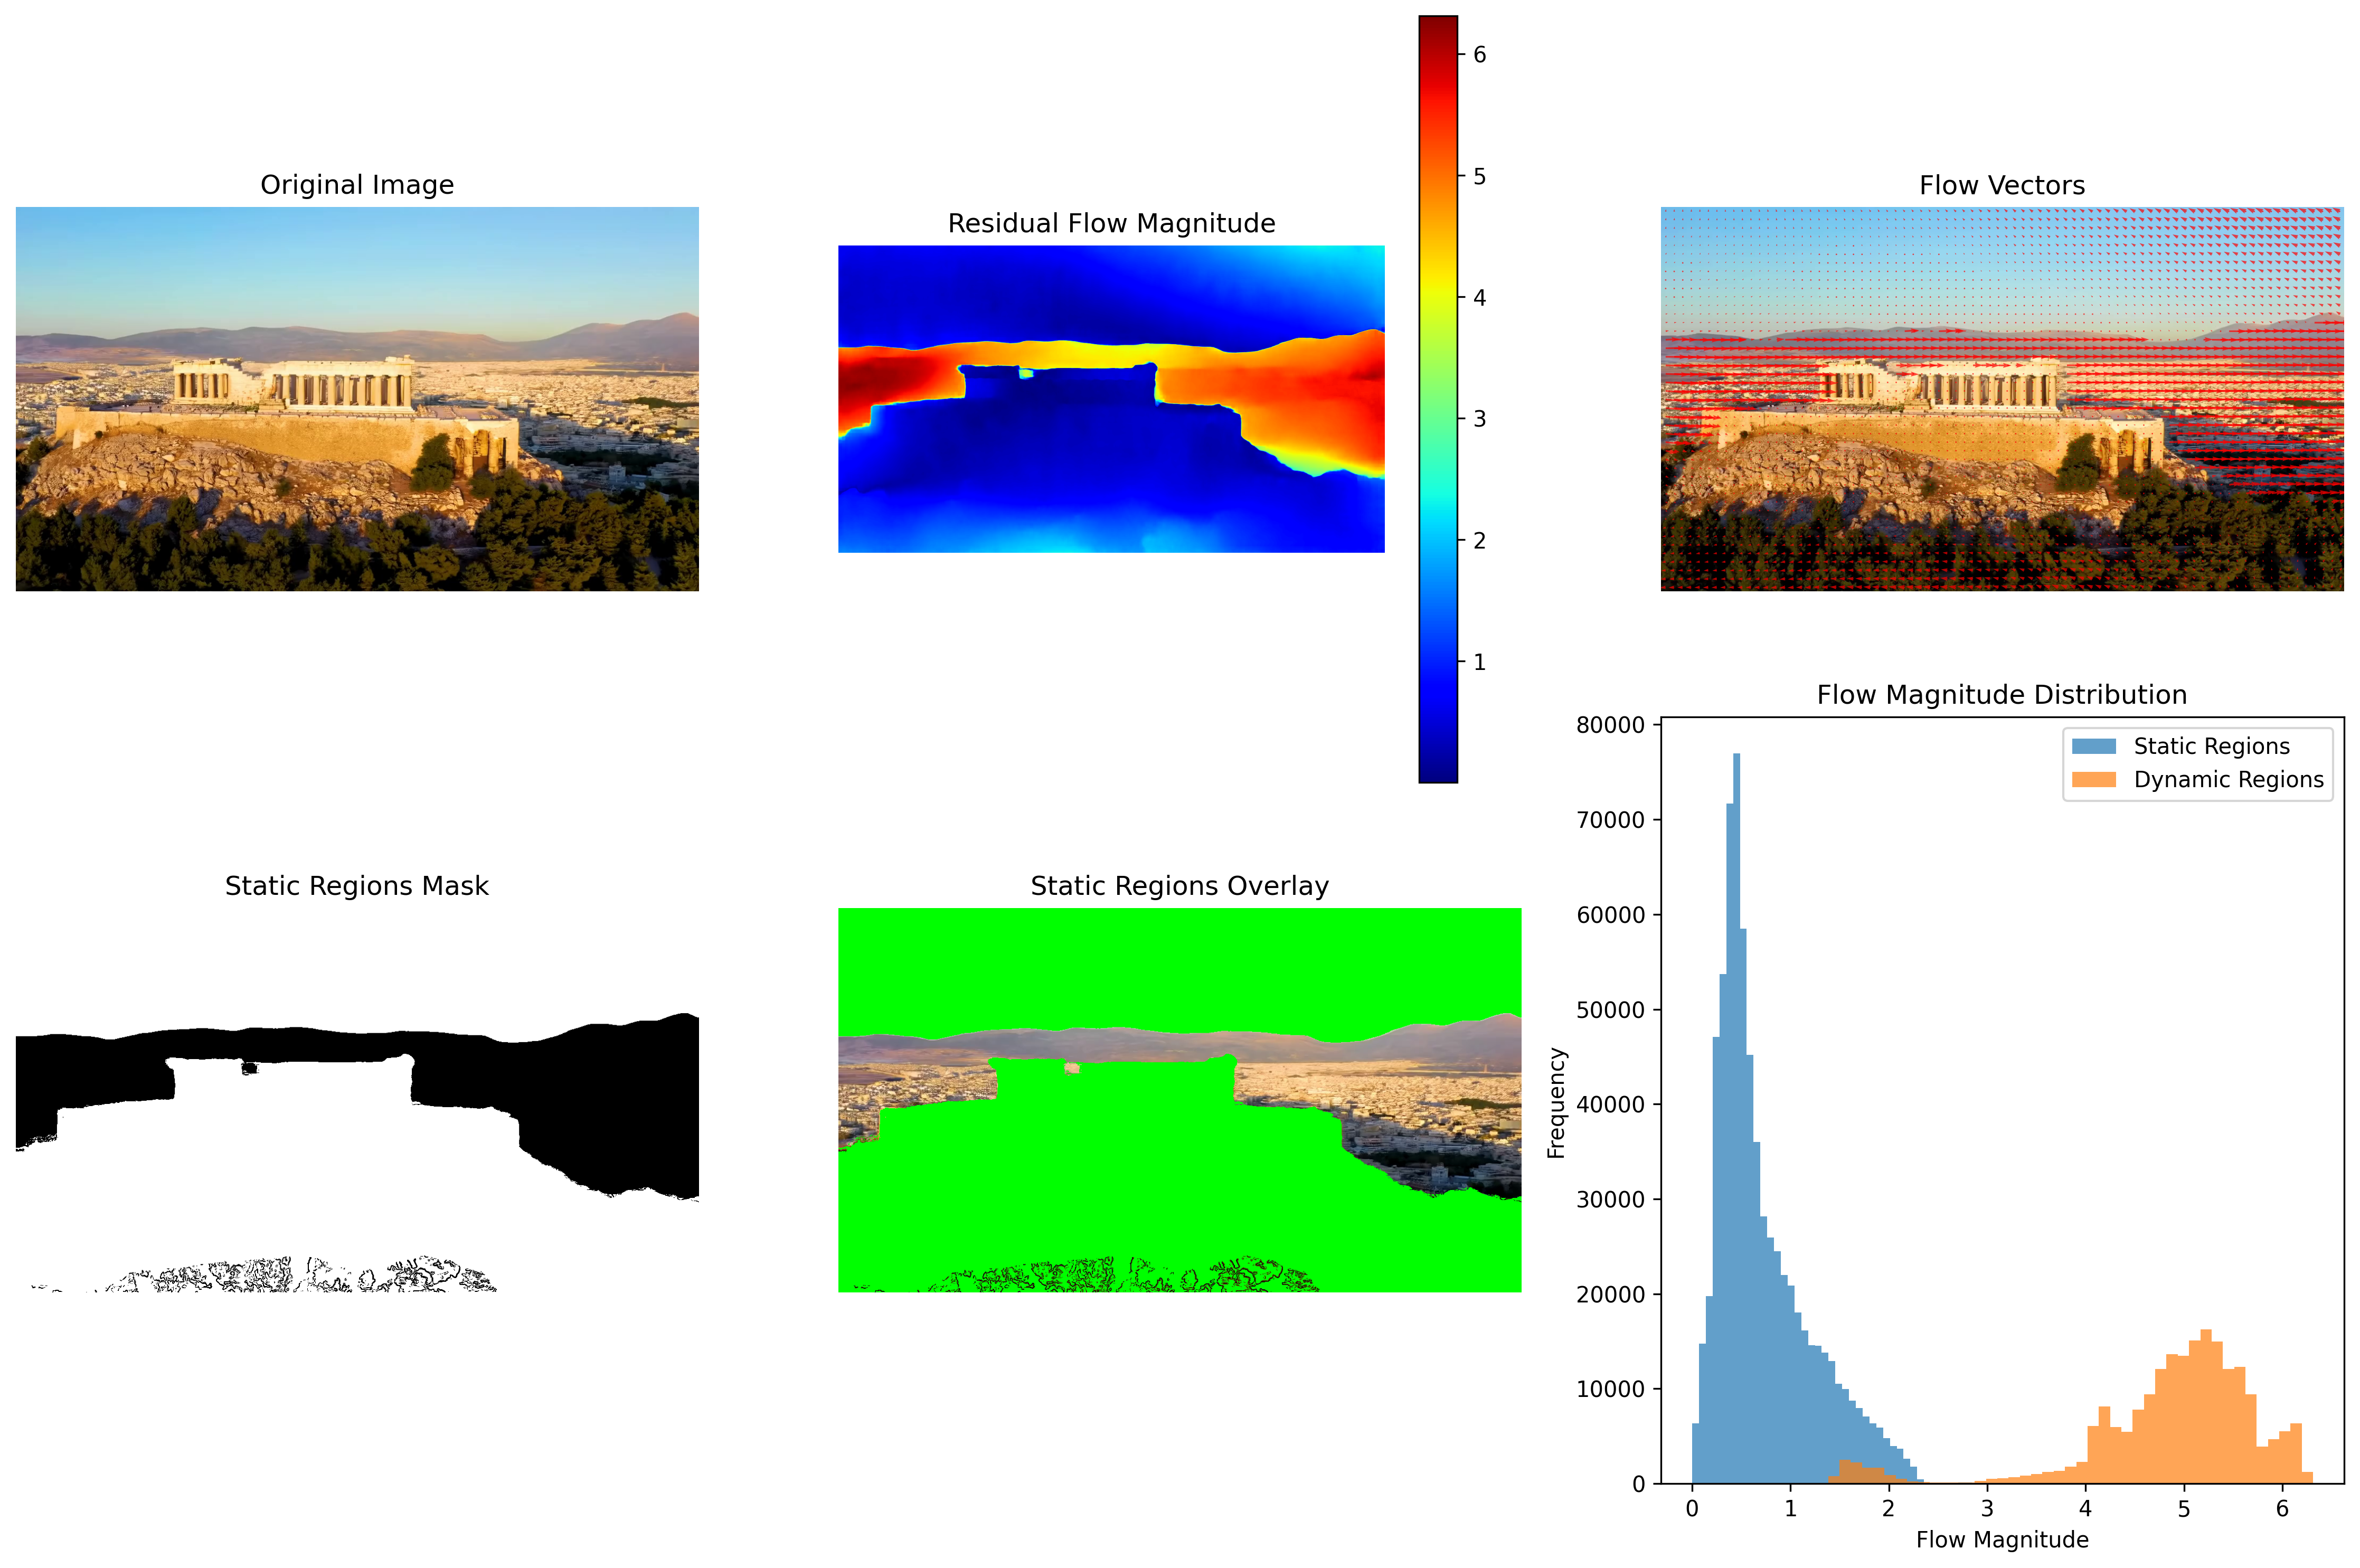 Original Image
Residual Flow Magnitude
6
5
4
3
2
1
Flow Vectors
Static Regions Mask
Static Regions Overlay
Flow Magnitude Distribution
Static Regions
Dynamic Regions
Frequency
80000
70000
60000
50000
40000
30000
20000
10000
0
0 1 2 3 4 5 6
Flow Magnitude